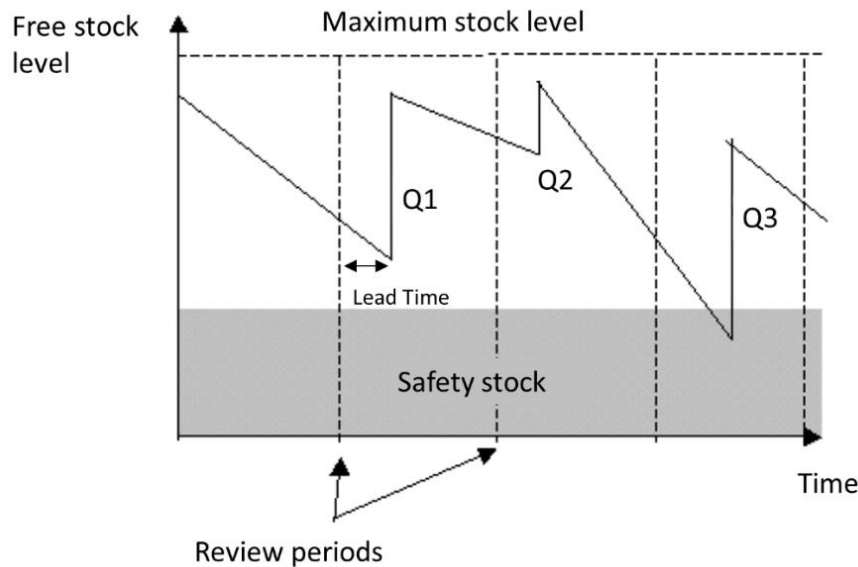 Free stock
level
Maximum stock level
Q1
Q2
Q3
Lead Time
Safety stock
Time
Review periods